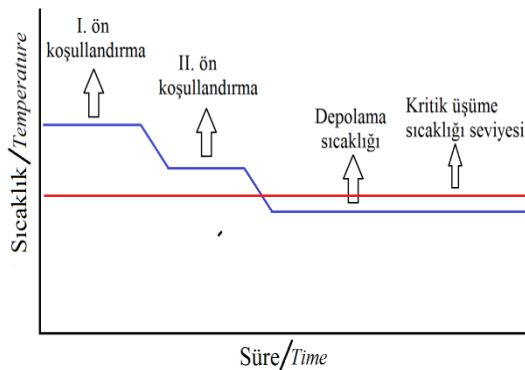 I. ön
koşullandırma
II. ön
koşullandırma
Depolama
sıcaklığı
Kritik üşüme
sıcaklığı seviyesi
Sıcaklık/Temperature
Süre/Time